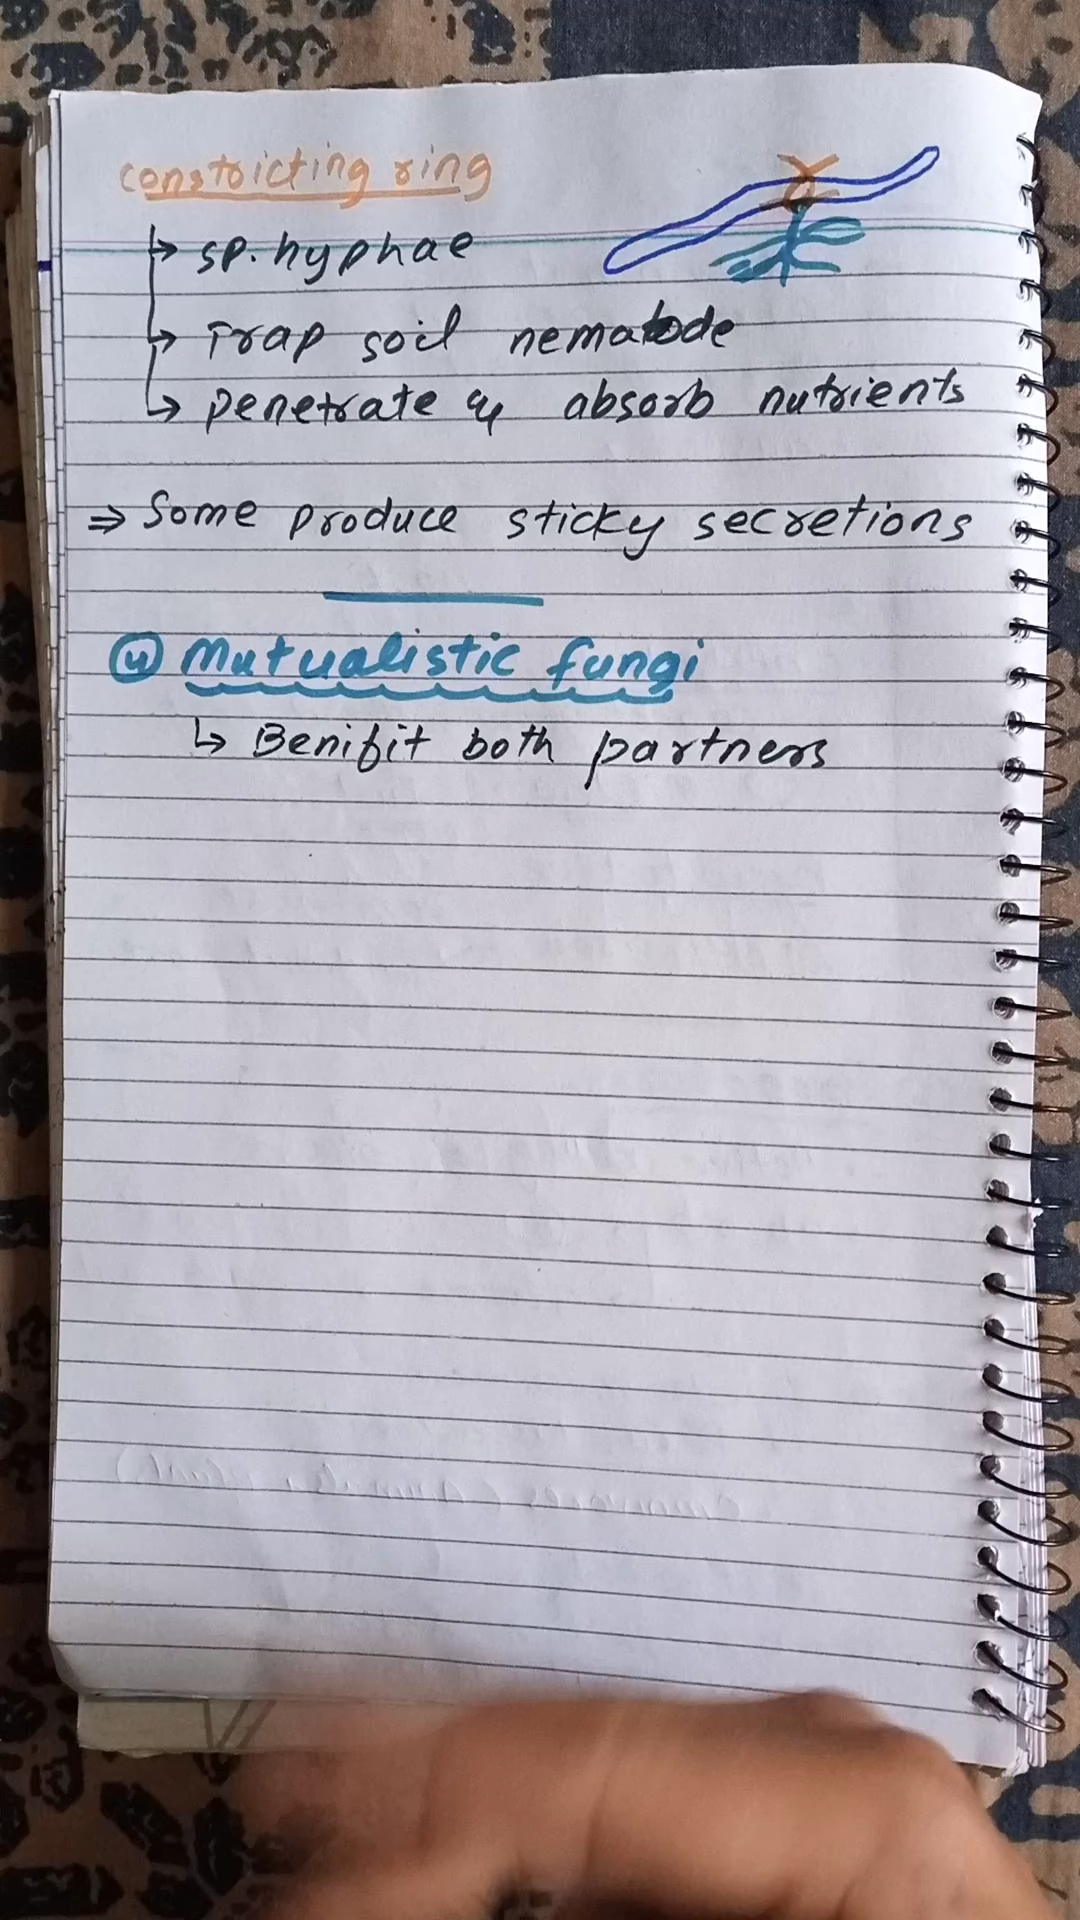 constricting ring
↳ sp. hyphae
↳ Trap soil nematode
↳ penetrate & absorb nutrients
⇒ Some produce sticky secretions
④ Mutualistic fungi
↳ Benifit both partners